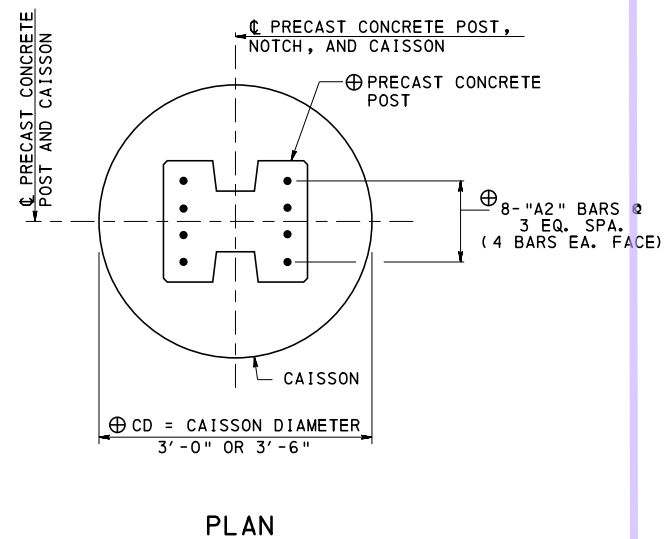 ℄ PRECAST CONCRETE POST,
NOTCH, AND CAISSON
℄ PRECAST CONCRETE
POST AND CAISSON
⊕ PRECAST CONCRETE
POST
⊕ 8-"A2" BARS @
3 EQ. SPA.
(4 BARS EA. FACE)
CAISSON
⊕ CD = CAISSON DIAMETER
3'-0" OR 3'-6"
PLAN